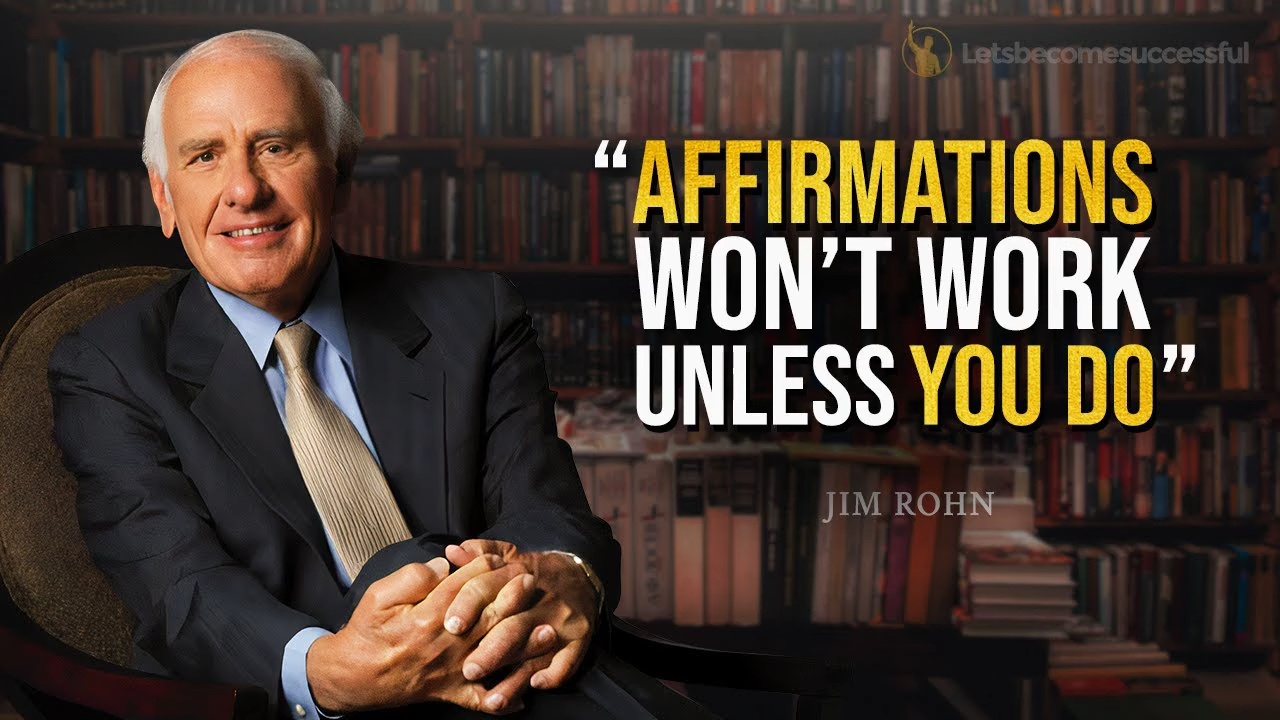 Letsbecomesuccessful
“AFFIRMATIONS
WON’T WORK
UNLESS YOU DO”
JIM ROHN